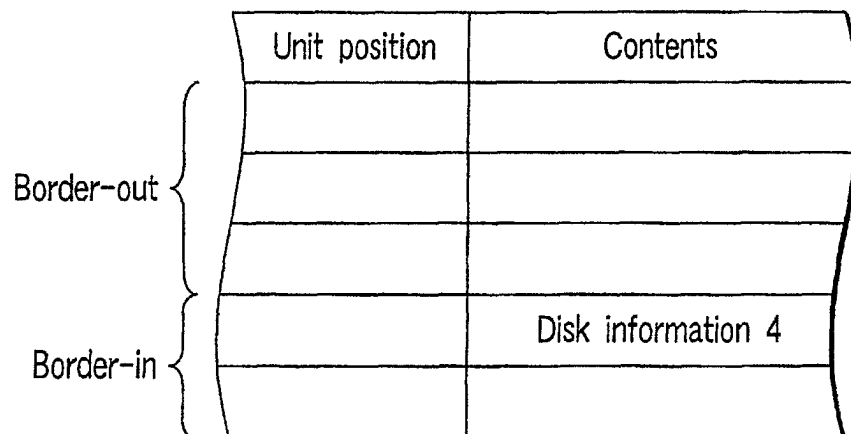 Unit position Contents
Border-out
Disk information 4
Border-in